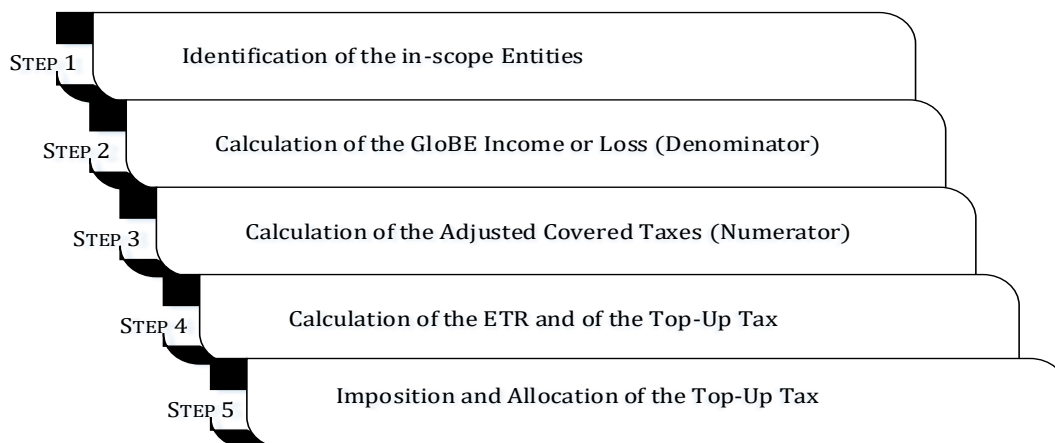 STEP 1
Identification of the in-scope Entities
STEP 2
Calculation of the GloBE Income or Loss (Denominator)
STEP 3
Calculation of the Adjusted Covered Taxes (Numerator)
STEP 4
Calculation of the ETR and of the Top-Up Tax
STEP 5
Imposition and Allocation of the Top-Up Tax